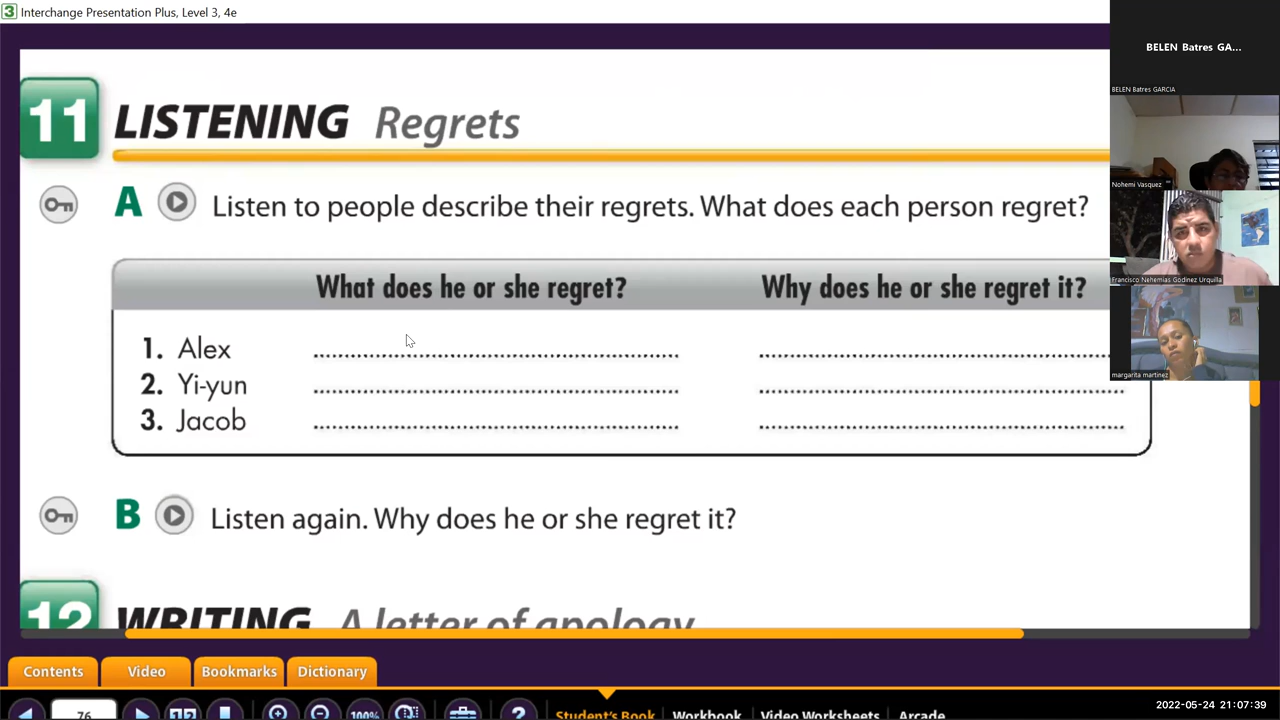 3 Interchange Presentation Plus, Level 3, 4e
BELEN Batres GA...
BELEN Batres GARCIA
11 LISTENING Regrets
Nohemi Vasquez
A Listen to people describe their regrets. What does each person regret?
Francisco Nehemias Godinez Urquilla
What does he or she regret? Why does he or she regret it?
1. Alex
margarita martinez
2. Yi-yun
3. Jacob
B Listen again. Why does he or she regret it?
12 WRITING A letter of apology
Contents Video Bookmarks Dictionary
76 100% ? Student's Book Workbook Video Worksheets Arcade
2022-05-24 21:07:39